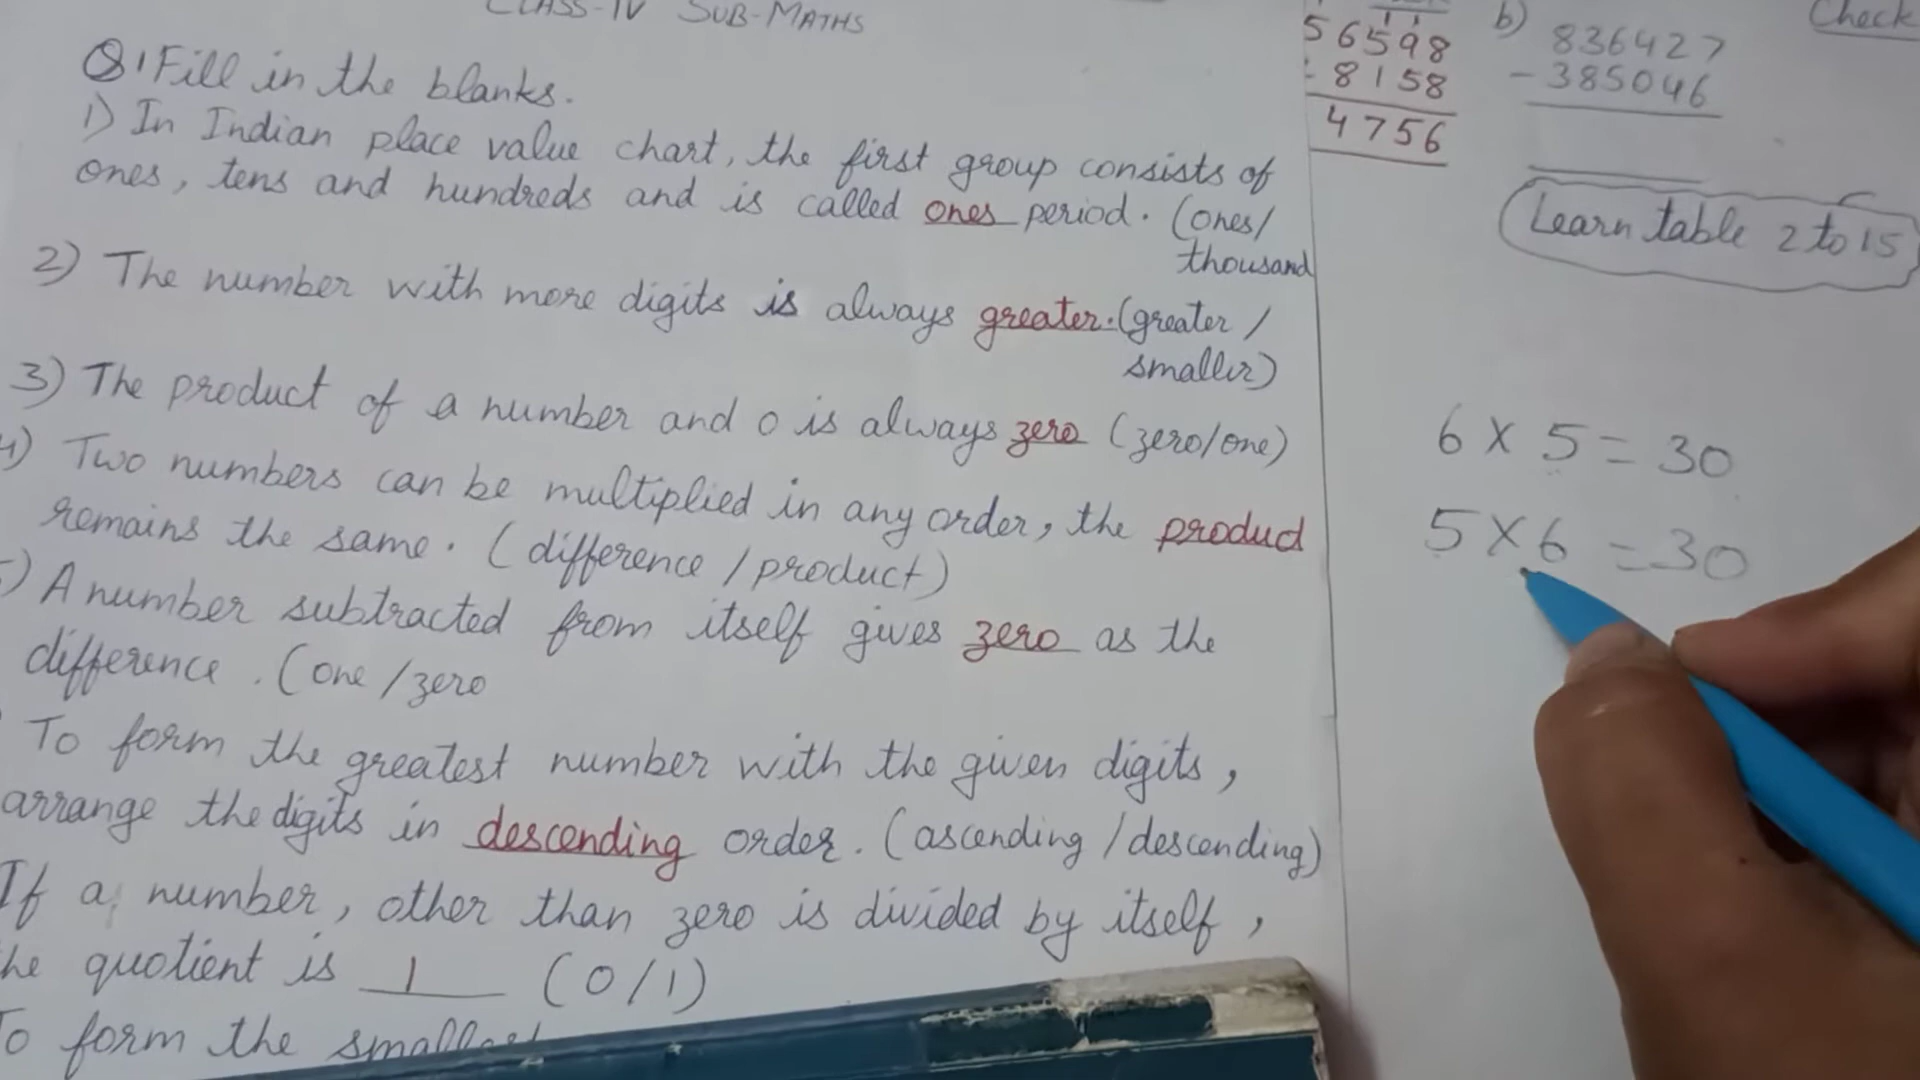 CLASS-IV SUB-MATHS
Q1 Fill in the blanks.
1) In Indian place value chart, the first group consists of
ones, tens and hundreds and is called ones period. (ones/
thousand
2) The number with more digits is always greater. (greater /
smaller)
3) The product of a number and 0 is always zero (zero/one)
4) Two numbers can be multiplied in any order, the product
remains the same. (difference / product)
) A number subtracted from itself gives zero as the
difference. (one / zero
To form the greatest number with the given digits,
arrange the digits in descending order. (ascending / descending)
If a number, other than zero is divided by itself,
the quotient is 1 (0/1)
To form the smallest
1 1
56598
- 8158
4756
b) 836427
- 385046
Check
Learn table 2 to 15
6 x 5 = 30
5 x 6 = 30